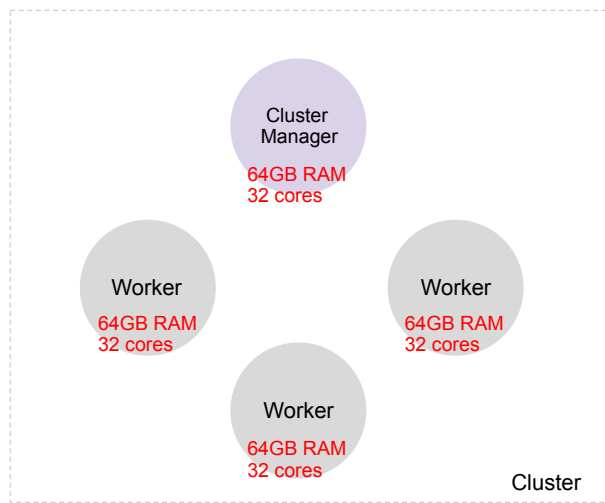 Cluster
Manager
64GB RAM
32 cores
Worker
64GB RAM
32 cores
Worker
64GB RAM
32 cores
Worker
64GB RAM
32 cores
Cluster